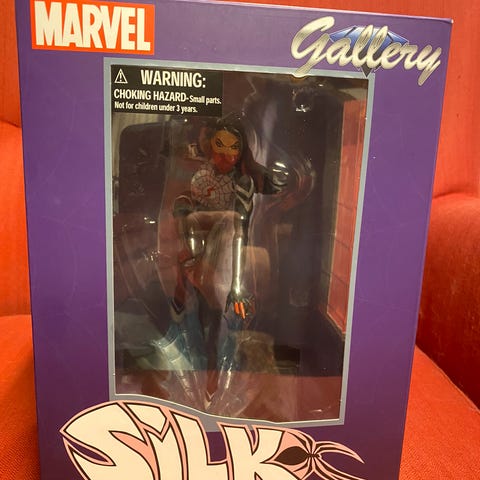 MARVEL
Gallery
WARNING:
CHOKING HAZARD-Small parts.
Not for children under 3 years.
SILK